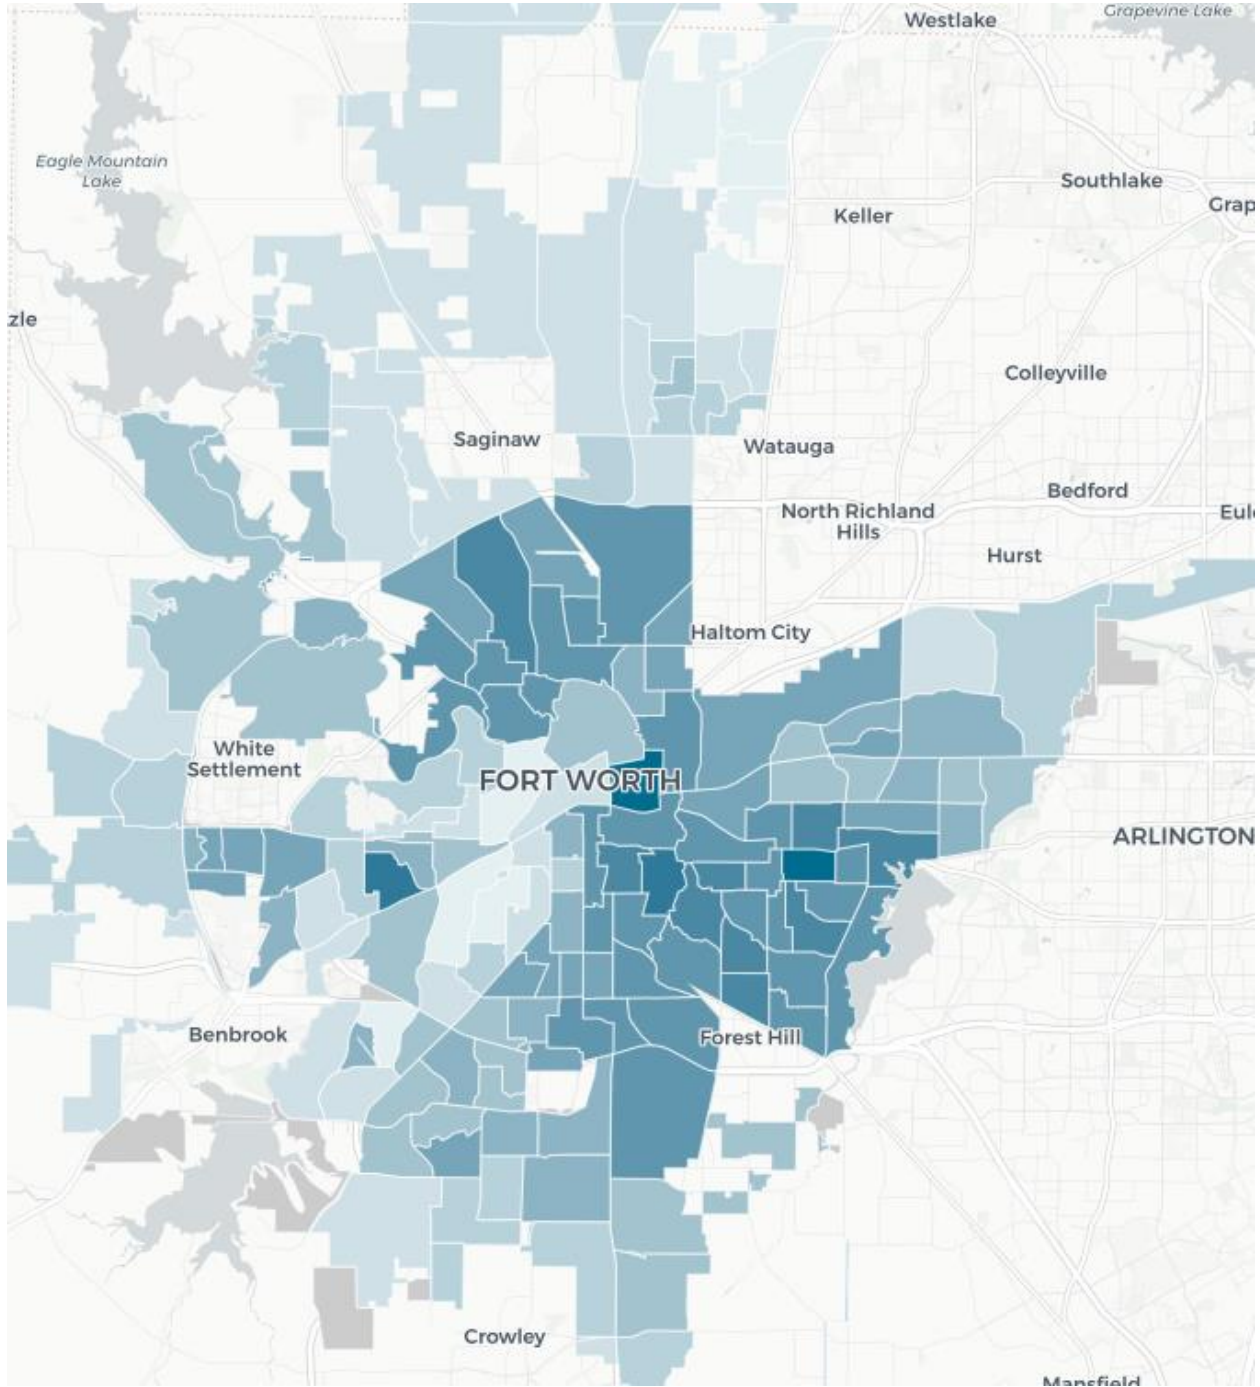 Grapevine Lake
Westlake
Eagle Mountain
Lake
Southlake
Keller
Grap
zle
Colleyville
Saginaw
Watauga
Bedford
North Richland
Hills
Eul
Hurst
Haltom City
White
Settlement
FORT WORTH
ARLINGTON
Benbrook
Forest Hill
Crowley
Mansfield